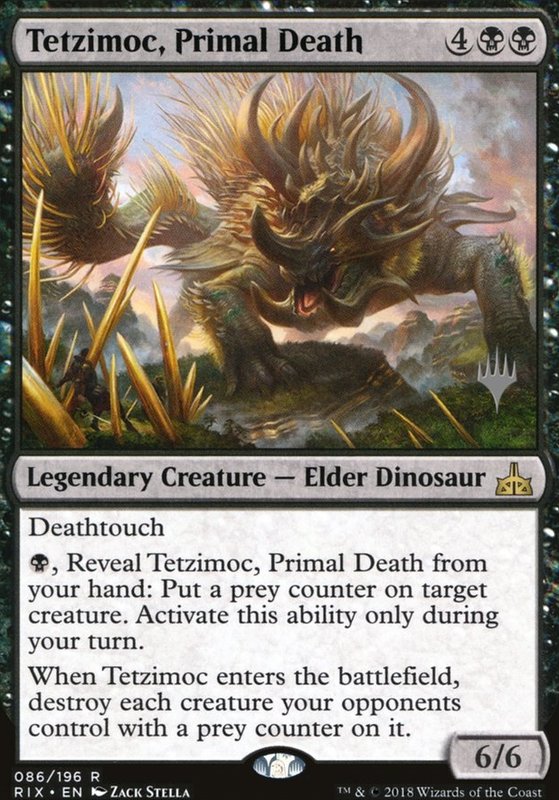 Tetzimoc, Primal Death 4
Legendary Creature — Elder Dinosaur
Deathtouch
, Reveal Tetzimoc, Primal Death from
your hand: Put a prey counter on target
creature. Activate this ability only during
your turn.
When Tetzimoc enters the battlefield,
destroy each creature your opponents
control with a prey counter on it.
6/6
086/196 R
RIX • EN Zack Stella
™ & © 2018 Wizards of the Coast